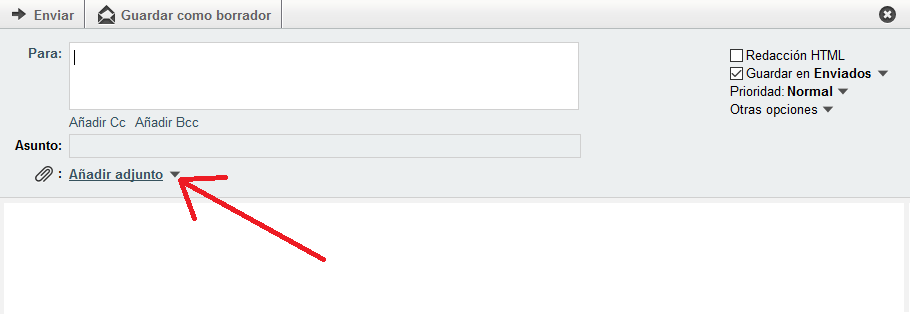 Enviar Guardar como borrador
Para:
Redacción HTML
Guardar en Enviados
Prioridad: Normal
Otras opciones
Añadir Cc Añadir Bcc
Asunto:
: Añadir adjunto